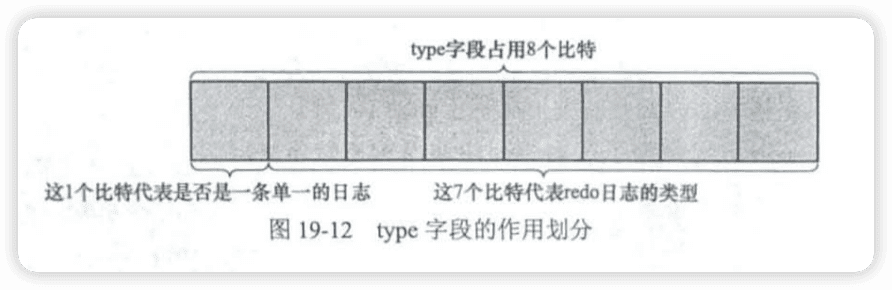 type字段占用8个比特
这1个比特代表是否是一条单一的日志
这7个比特代表redo日志的类型
图 19-12 type 字段的作用划分